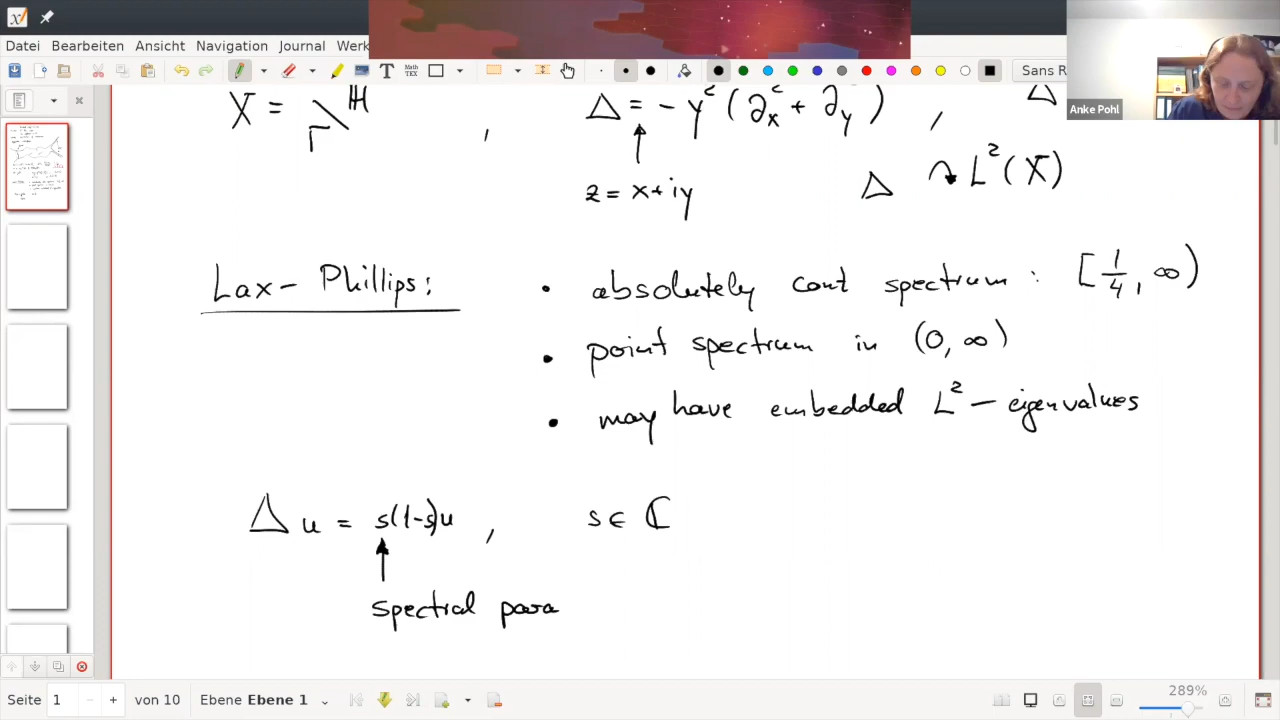 Datei Bearbeiten Ansicht Navigation Journal Werk
Sans R
Anke Pohl
X = Γ\ℍ , Δ = - y² (∂x² + ∂y²) , Δ
z = x + iy Δ ↷ L²(X)
Lax - Phillips: • absolutely cont spectrum : [1/4, ∞)
• point spectrum in (0, ∞)
• may have embedded L² - eigenvalues
Δ u = s(1-s)u , s ∈ ℂ
spectral para
Seite 1 von 10 Ebene Ebene 1 289%